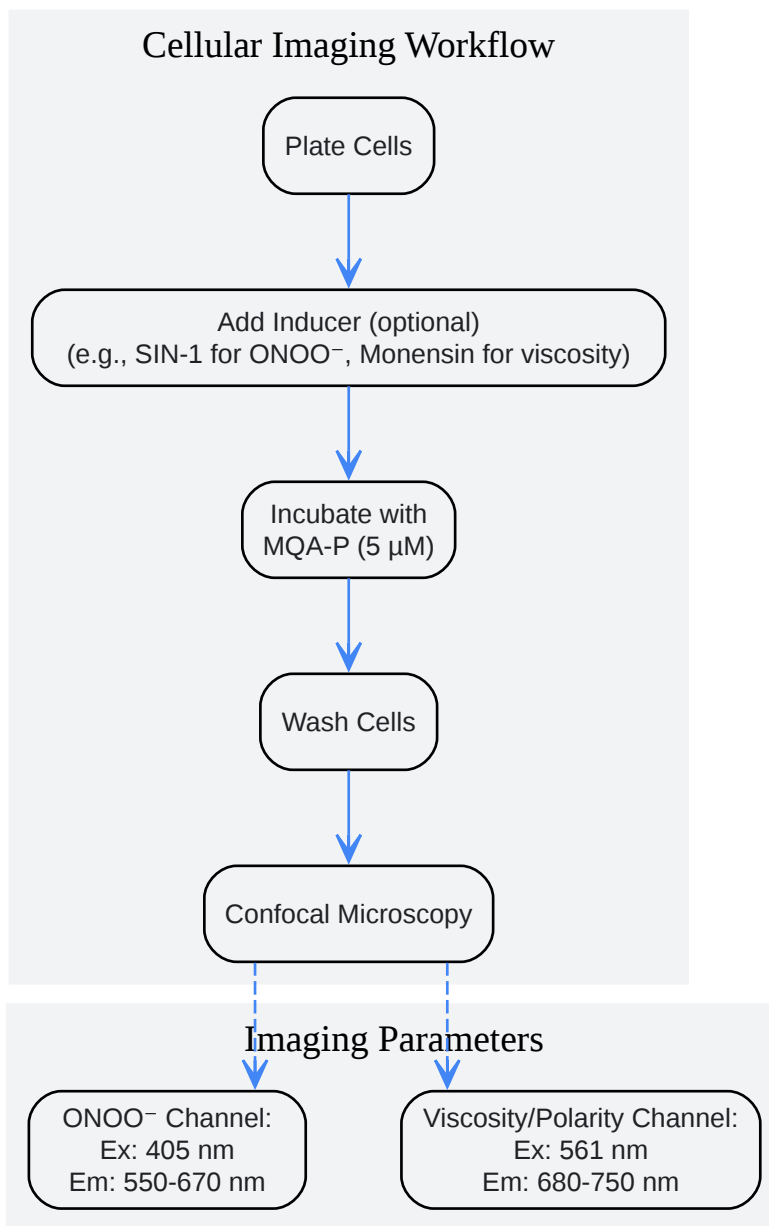 Cellular Imaging Workflow
Plate Cells
Add Inducer (optional)
(e.g., SIN-1 for ONOO⁻, Monensin for viscosity)
Incubate with
MQA-P (5 µM)
Wash Cells
Confocal Microscopy
Imaging Parameters
ONOO⁻ Channel:
Ex: 405 nm
Em: 550-670 nm
Viscosity/Polarity Channel:
Ex: 561 nm
Em: 680-750 nm